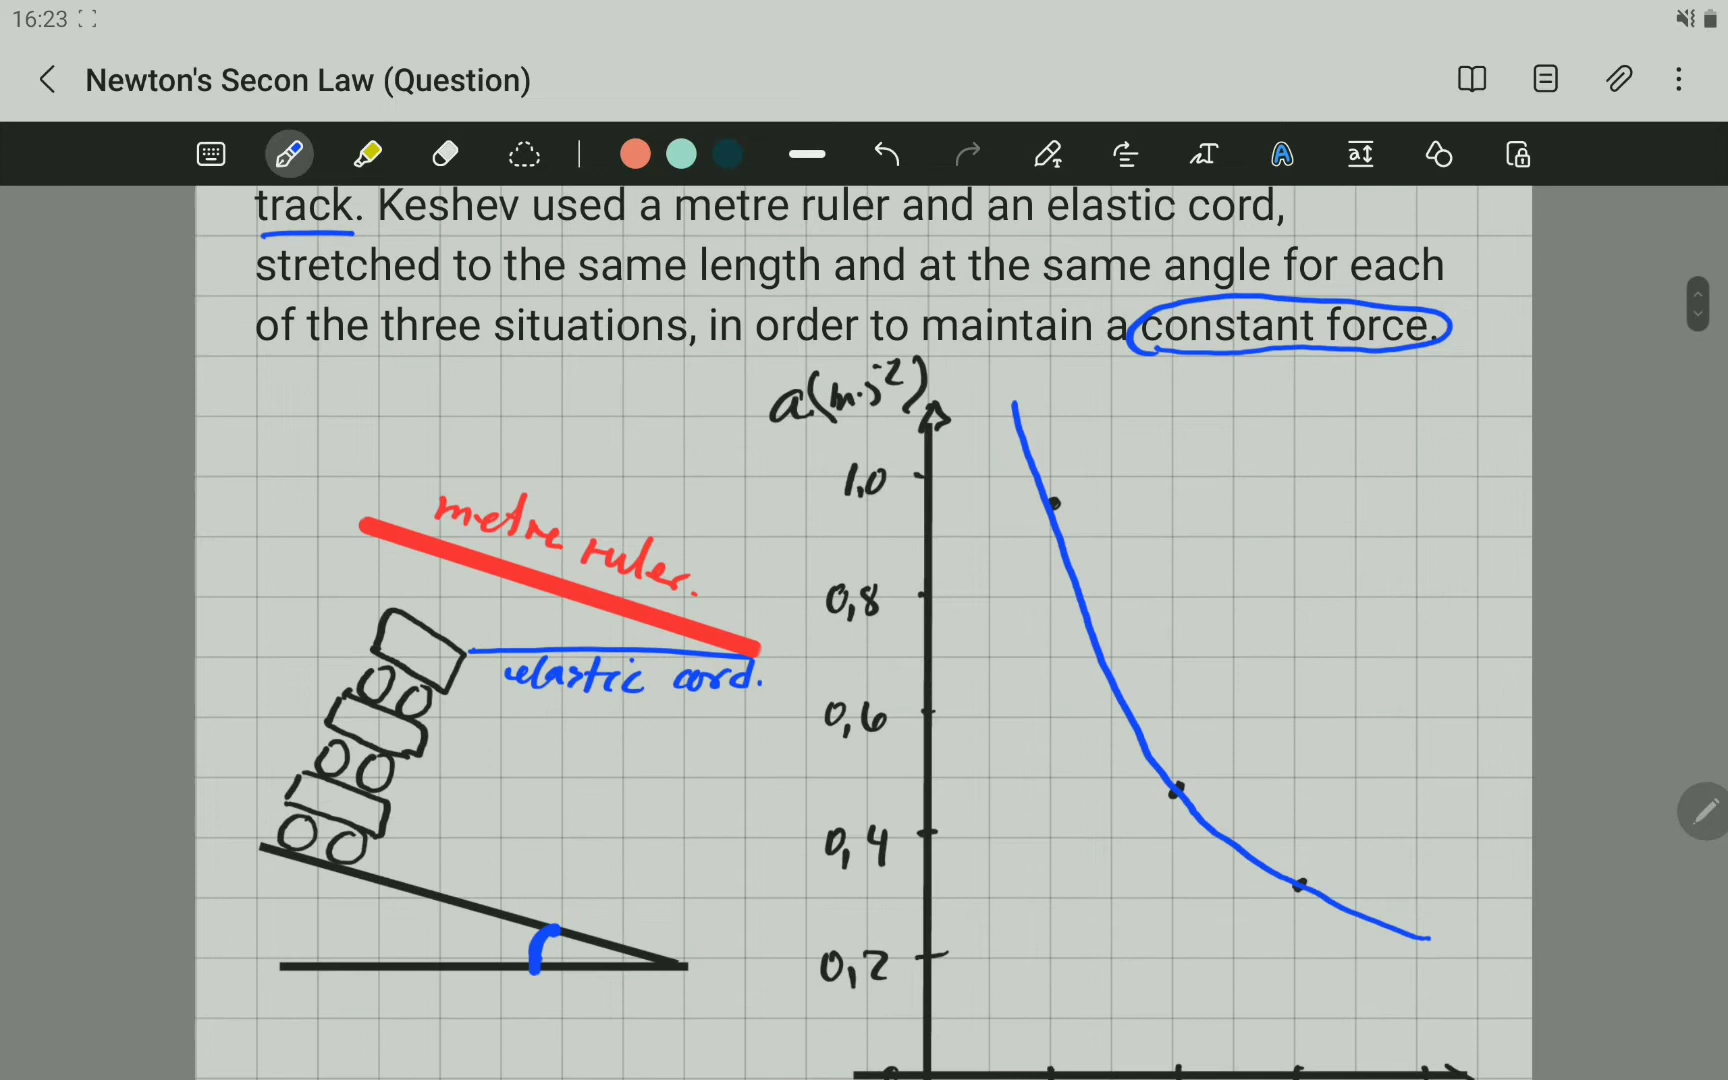 16:23
Newton's Secon Law (Question)
track. Keshev used a metre ruler and an elastic cord,
stretched to the same length and at the same angle for each
of the three situations, in order to maintain a constant force.
a(m·s⁻²)
1,0
metre ruler.
0,8
elastic cord.
0,6
0,4
0,2